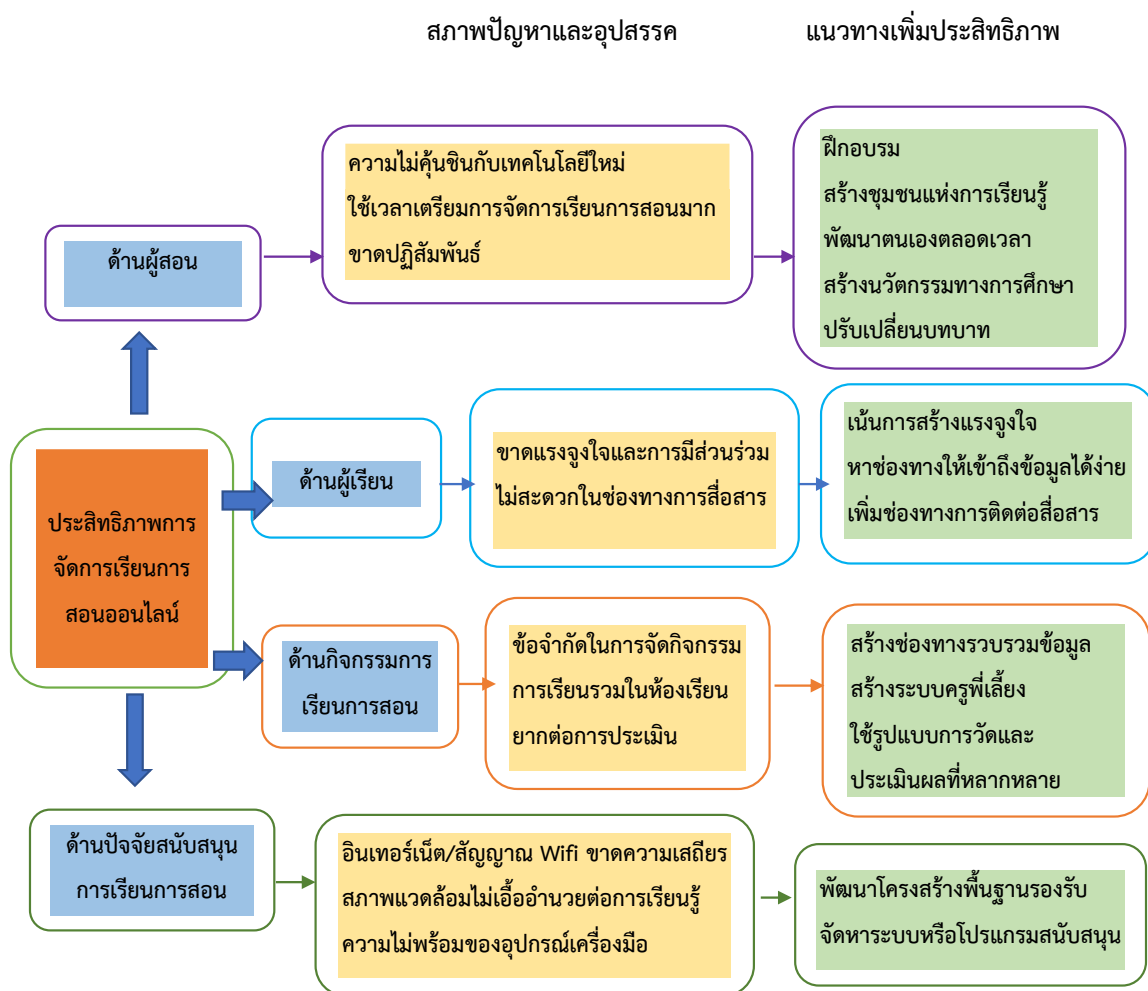 สภาพปัญหาและอุปสรรค
แนวทางเพิ่มประสิทธิภาพ
ด้านผู้สอน
ความไม่คุ้นชินกับเทคโนโลยีใหม่
ใช้เวลาเตรียมการจัดการเรียนการสอนมาก
ขาดปฏิสัมพันธ์
ฝึกอบรม
สร้างชุมชนแห่งการเรียนรู้
พัฒนาตนเองตลอดเวลา
สร้างนวัตกรรมทางการศึกษา
ปรับเปลี่ยนบทบาท
ประสิทธิภาพการ
จัดการเรียนการ
สอนออนไลน์
ด้านผู้เรียน
ขาดแรงจูงใจและการมีส่วนร่วม
ไม่สะดวกในช่องทางการสื่อสาร
เน้นการสร้างแรงจูงใจ
หาช่องทางให้เข้าถึงข้อมูลได้ง่าย
เพิ่มช่องทางการติดต่อสื่อสาร
ด้านกิจกรรมการ
เรียนการสอน
ข้อจำกัดในการจัดกิจกรรม
การเรียนรวมในห้องเรียน
ยากต่อการประเมิน
สร้างช่องทางรวบรวมข้อมูล
สร้างระบบครูพี่เลี้ยง
ใช้รูปแบบการวัดและ
ประเมินผลที่หลากหลาย
ด้านปัจจัยสนับสนุน
การเรียนการสอน
อินเทอร์เน็ต/สัญญาณ Wifi ขาดความเสถียร
สภาพแวดล้อมไม่เอื้ออำนวยต่อการเรียนรู้
ความไม่พร้อมของอุปกรณ์เครื่องมือ
พัฒนาโครงสร้างพื้นฐานรองรับ
จัดหาระบบหรือโปรแกรมสนับสนุน